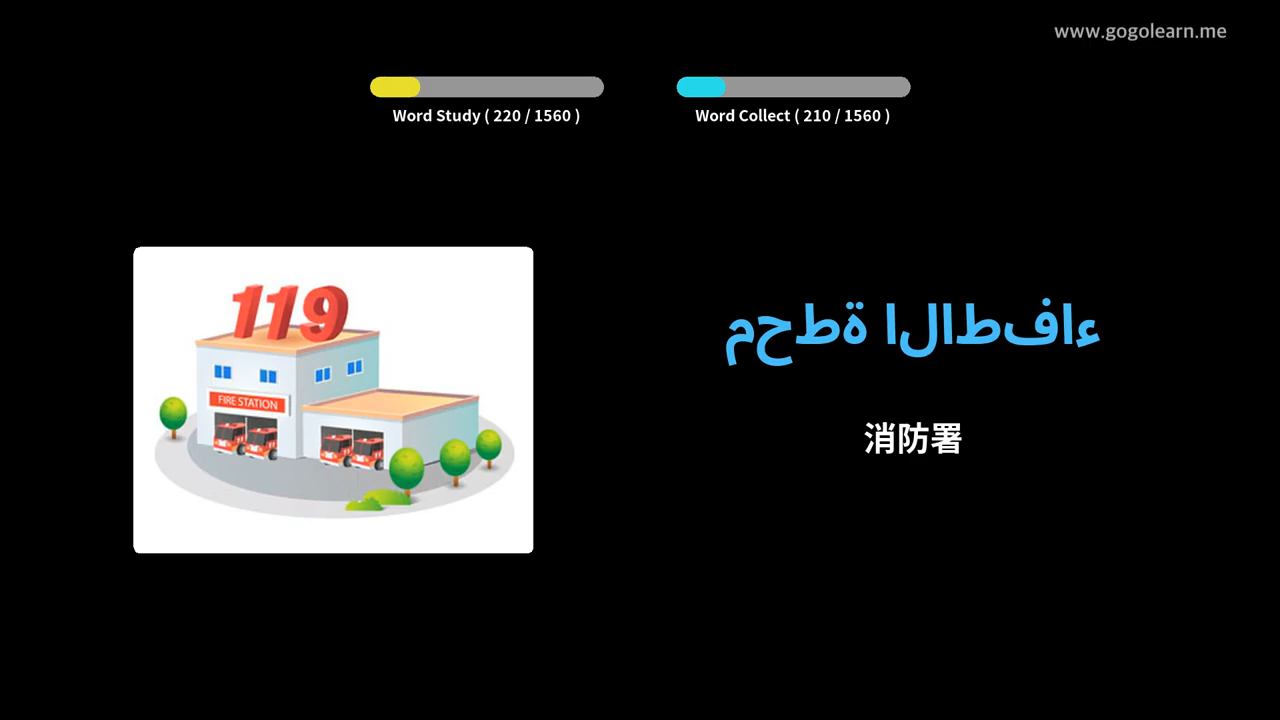 www.gogolearn.me
Word Study ( 220 / 1560 )
Word Collect ( 210 / 1560 )
119
FIRE STATION
محطة الاطفاء
消防署